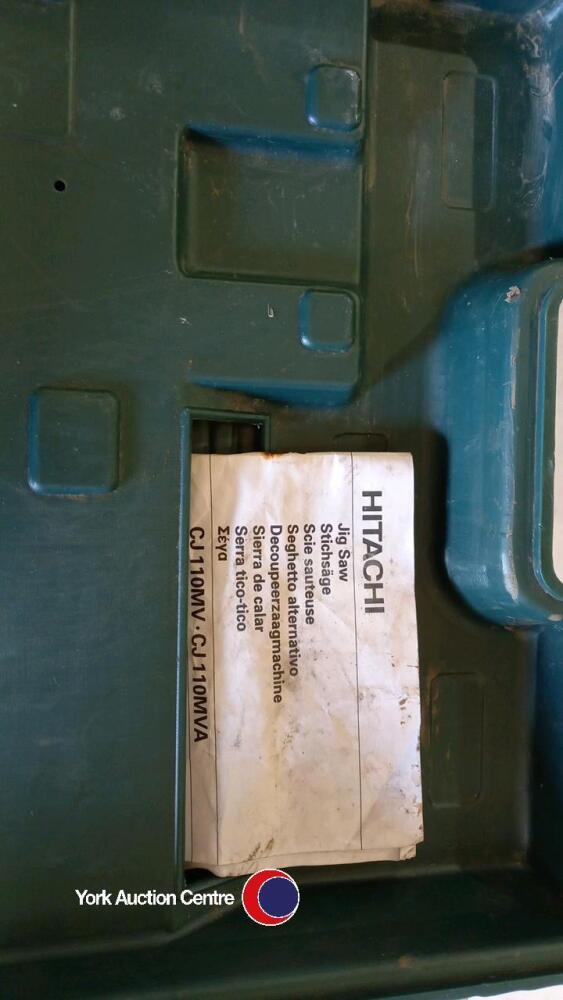 HITACHI
Jig Saw
Stichsäge
Scie sauteuse
Seghetto alternativo
Decoupeerzaagmachine
Sierra de calar
Serra tico-tico
Σέγα
CJ 110MV · CJ 110MVA
York Auction Centre